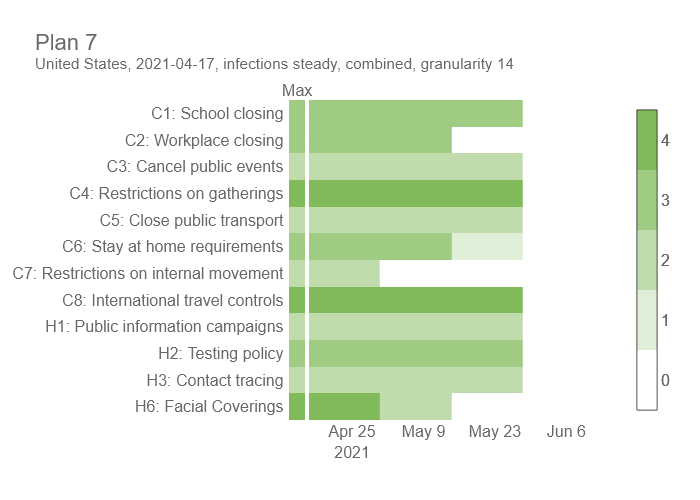 Plan 7
United States, 2021-04-17, infections steady, combined, granularity 14
Max
C1: School closing
C2: Workplace closing
C3: Cancel public events
C4: Restrictions on gatherings
C5: Close public transport
C6: Stay at home requirements
C7: Restrictions on internal movement
C8: International travel controls
H1: Public information campaigns
H2: Testing policy
H3: Contact tracing
H6: Facial Coverings
Apr 25 May 9 May 23 Jun 6
2021
4
3
2
1
0